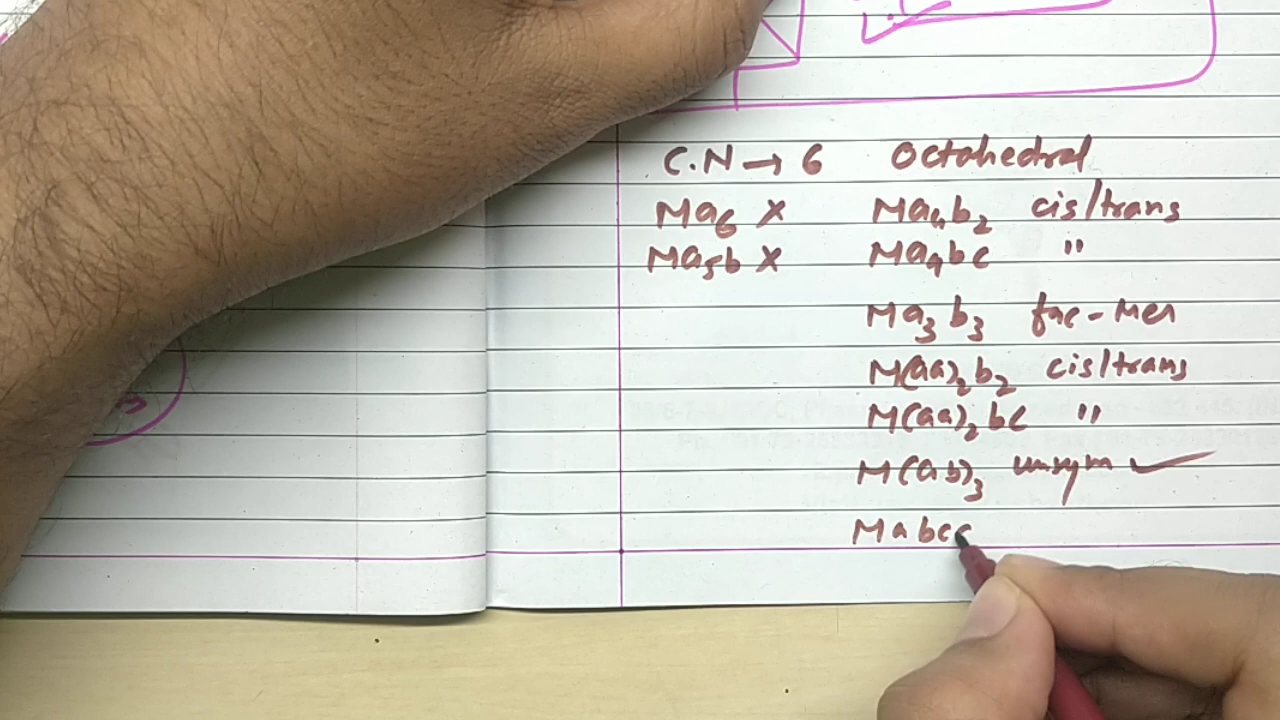 C.N → 6 Octahedral
Ma₆ X Ma₄b₂ cis/trans
Ma₅b X Ma₄bc "
Ma₃b₃ fac-Mer
M(aa)₂b₂ cis/trans
M(aa)₂bc "
M(ab)₃ unsym ✓
Mabc